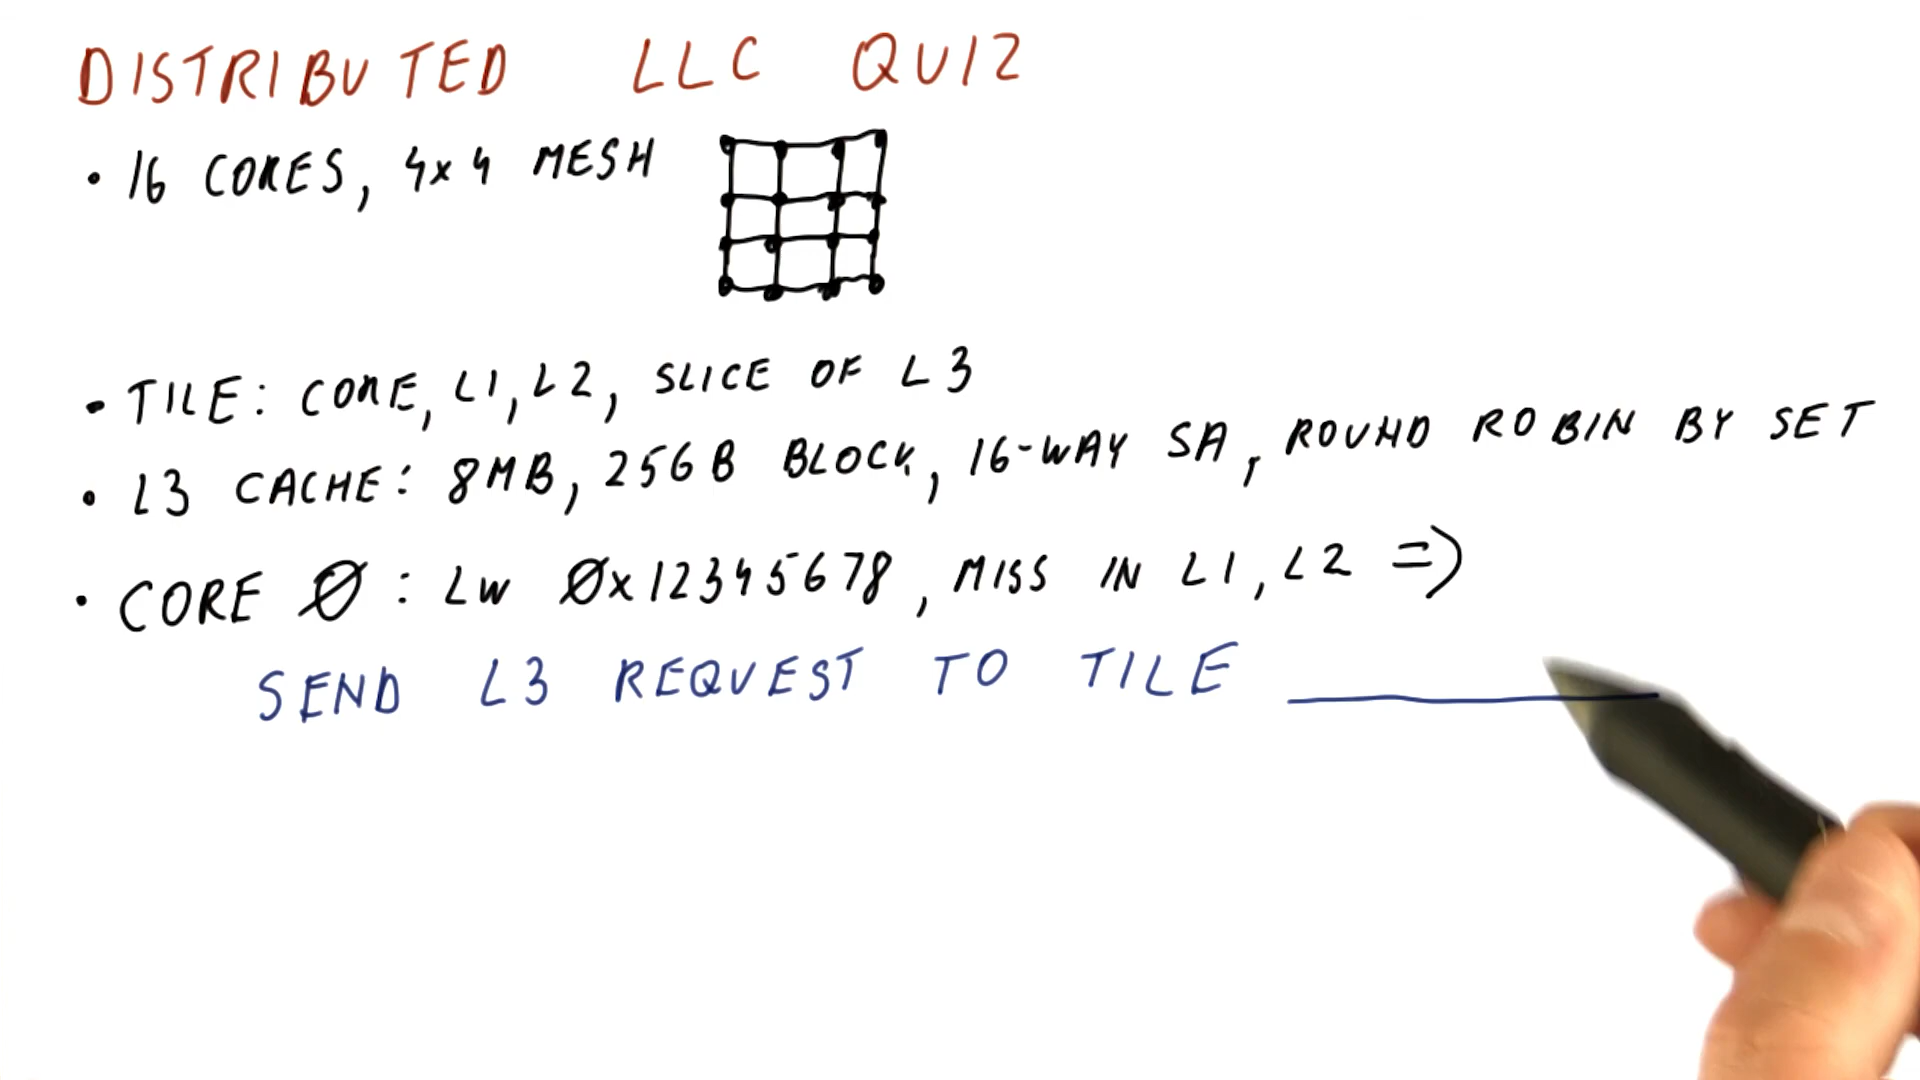 DISTRIBUTED LLC QUIZ
• 16 CORES, 4x4 MESH
• TILE: CORE, L1, L2, SLICE OF L3
• L3 CACHE: 8MB, 256B BLOCK, 16-WAY SA, ROUND ROBIN BY SET
• CORE 0: LW 0x12345678, MISS IN L1, L2 =>
SEND L3 REQUEST TO TILE ______